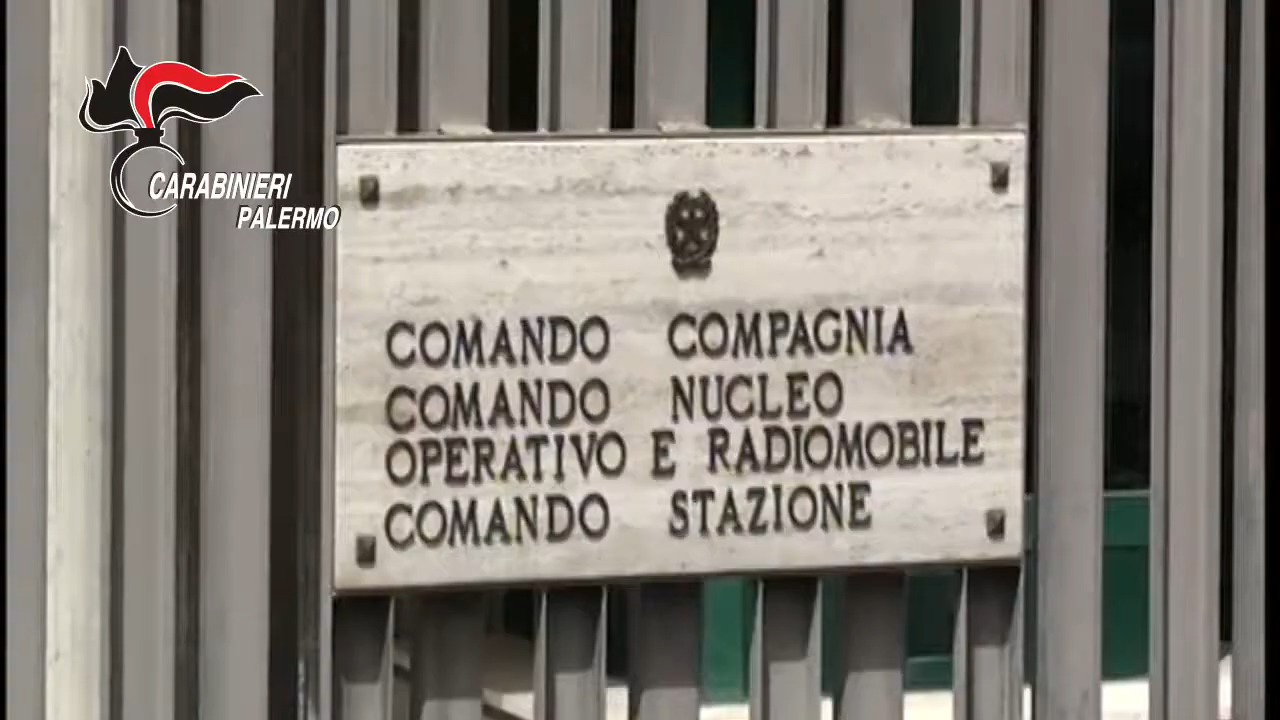 CARABINIERI
PALERMO
COMANDO COMPAGNIA
COMANDO NUCLEO
OPERATIVO E RADIOMOBILE
COMANDO STAZIONE